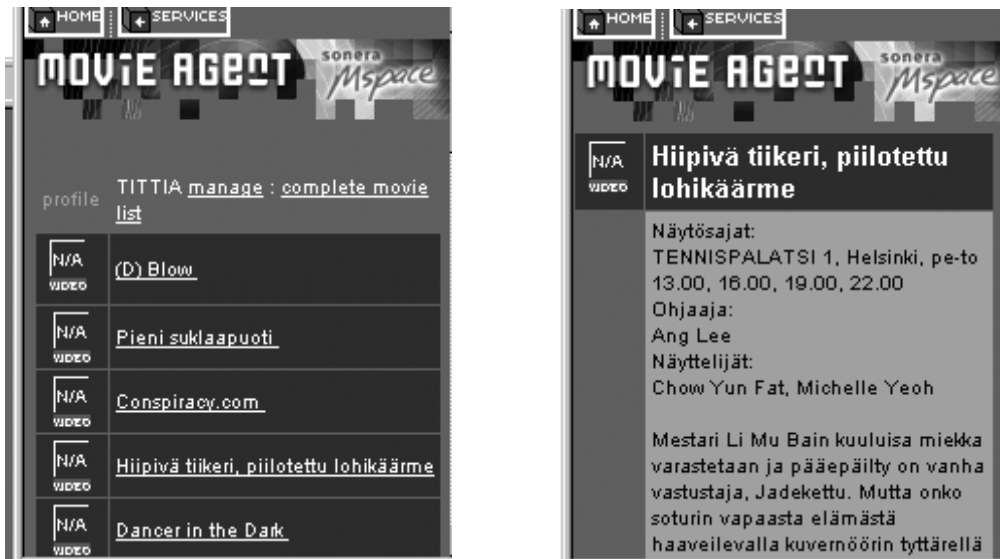 HOME SERVICES
MOVIE AGENT sonera Mspace
profile TITTIA manage : complete movie
list
N/A VIDEO (D) Blow
N/A VIDEO Pieni suklaapuoti
N/A VIDEO Conspiracy.com
N/A VIDEO Hiipivä tiikeri, piilotettu lohikäärme
N/A VIDEO Dancer in the Dark
HOME SERVICES
MOVIE AGENT sonera Mspace
N/A VIDEO Hiipivä tiikeri, piilotettu
lohikäärme
Näytösajat:
TENNISPALATSI 1, Helsinki, pe-to
13.00, 16.00, 19.00, 22.00
Ohjaaja:
Ang Lee
Näyttelijät:
Chow Yun Fat, Michelle Yeoh
Mestari Li Mu Bain kuuluisa miekka
varastetaan ja pääepäilty on vanha
vastustaja, Jadekettu. Mutta onko
soturin vapaasta elämästä
haaveilevalla kuvernöörin tyttärellä